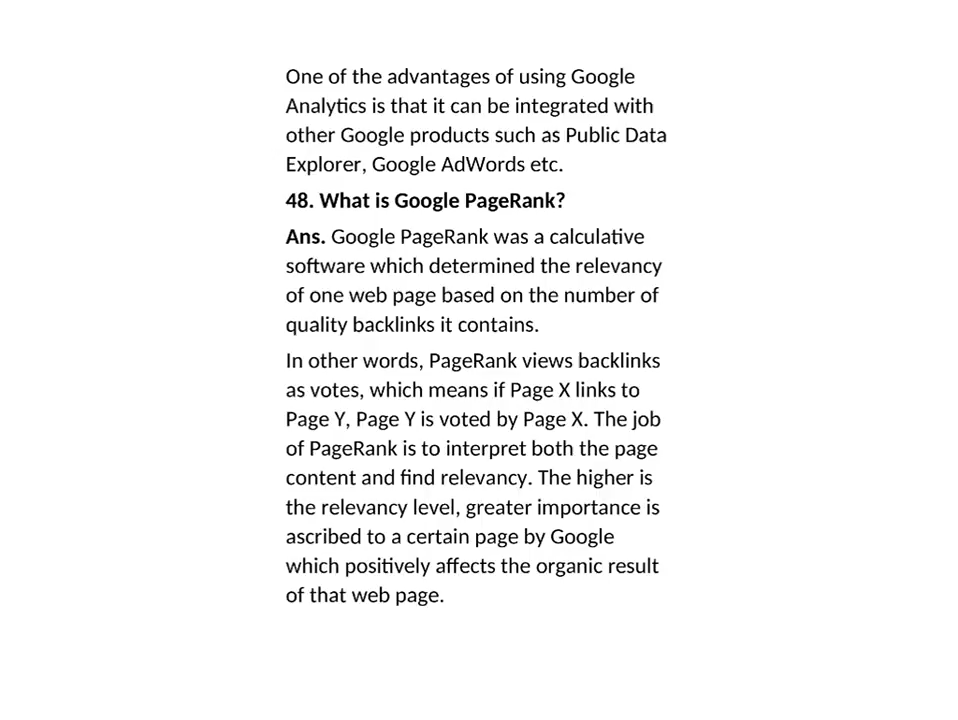 One of the advantages of using Google
Analytics is that it can be integrated with
other Google products such as Public Data
Explorer, Google AdWords etc.
48. What is Google PageRank?
Ans. Google PageRank was a calculative
software which determined the relevancy
of one web page based on the number of
quality backlinks it contains.
In other words, PageRank views backlinks
as votes, which means if Page X links to
Page Y, Page Y is voted by Page X. The job
of PageRank is to interpret both the page
content and find relevancy. The higher is
the relevancy level, greater importance is
ascribed to a certain page by Google
which positively affects the organic result
of that web page.